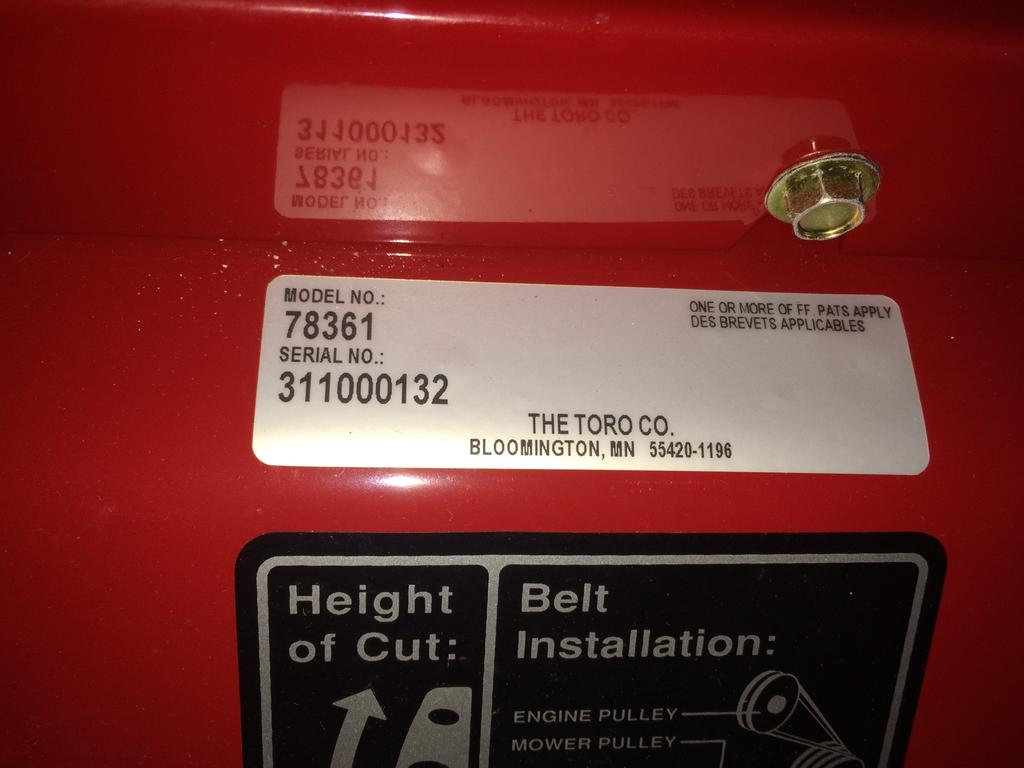 MODEL NO.:
78361
SERIAL NO.:
311000132
ONE OR MORE OF FF. PATS APPLY
DES BREVETS APPLICABLES
THE TORO CO.
BLOOMINGTON, MN 55420-1196
Height
of Cut:
Belt
Installation:
ENGINE PULLEY
MOWER PULLEY